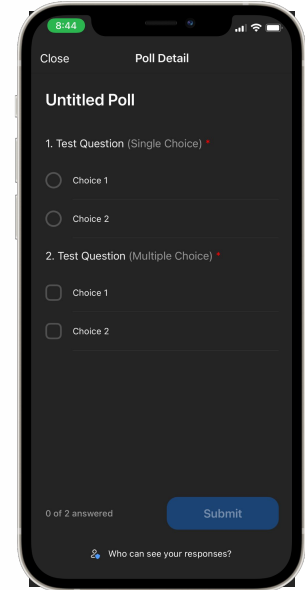 8:44
Close Poll Detail
Untitled Poll
1. Test Question (Single Choice) *
Choice 1
Choice 2
2. Test Question (Multiple Choice) *
Choice 1
Choice 2
0 of 2 answered Submit
Who can see your responses?